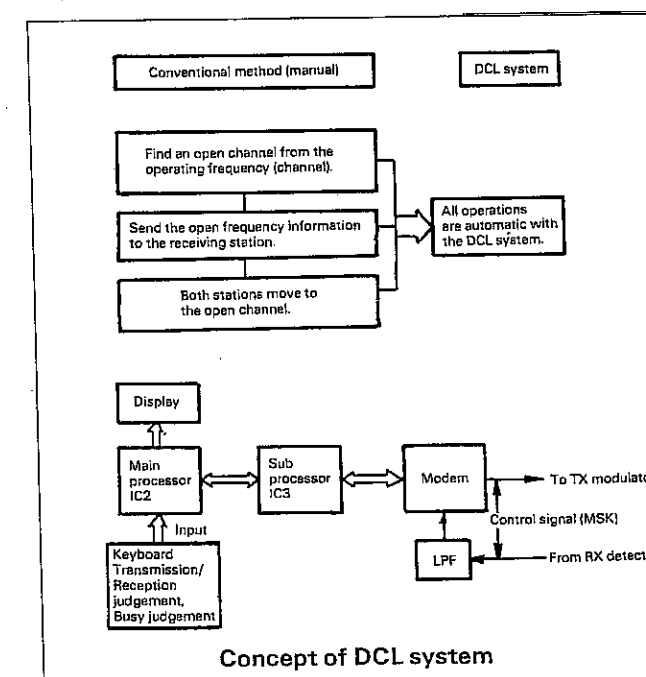 Conventional method (manual)
DCL system
Find an open channel from the
operating frequency (channel).
Send the open frequency information
to the receiving station.
Both stations move to
the open channel.
All operations
are automatic with
the DCL system.
Display
Main
processor
IC2
Sub
processor
IC3
Modem
To TX modulato
Control signal (MSK)
Input
Keyboard
Transmission/
Reception
judgement,
Busy judgement
LPF
From RX detect
Concept of DCL system